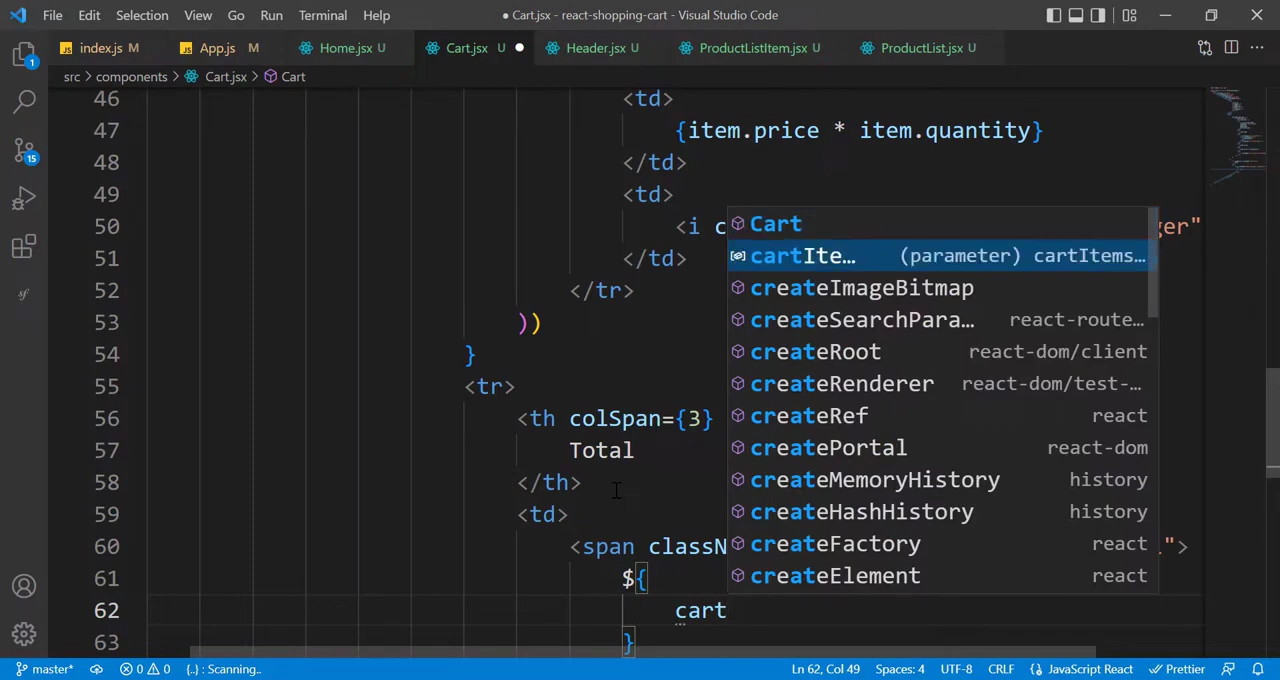 File Edit Selection View Go Run Terminal Help
● Cart.jsx - react-shopping-cart - Visual Studio Code
index.js M App.js M Home.jsx U Cart.jsx U Header.jsx U ProductListItem.jsx U ProductList.jsx U
src > components > Cart.jsx > Cart
46 <td>
47 {item.price * item.quantity}
48 </td>
49 <td>
50 <i c ger"
51 </td>
52 </tr>
53 ))
54 }
55 <tr>
56 <th colSpan={3}
57 Total
58 </th>
59 <td>
60 <span classN l">
61 ${
62 cart
63 }
Cart
cartIte… (parameter) cartItems…
createImageBitmap
createSearchPara… react-route…
createRoot react-dom/client
createRenderer react-dom/test-…
createRef react
createPortal react-dom
createMemoryHistory history
createHashHistory history
createFactory react
createElement react
1
15
master* 0 0 {..} : Scanning.. Ln 62, Col 49 Spaces: 4 UTF-8 CRLF JavaScript React Prettier